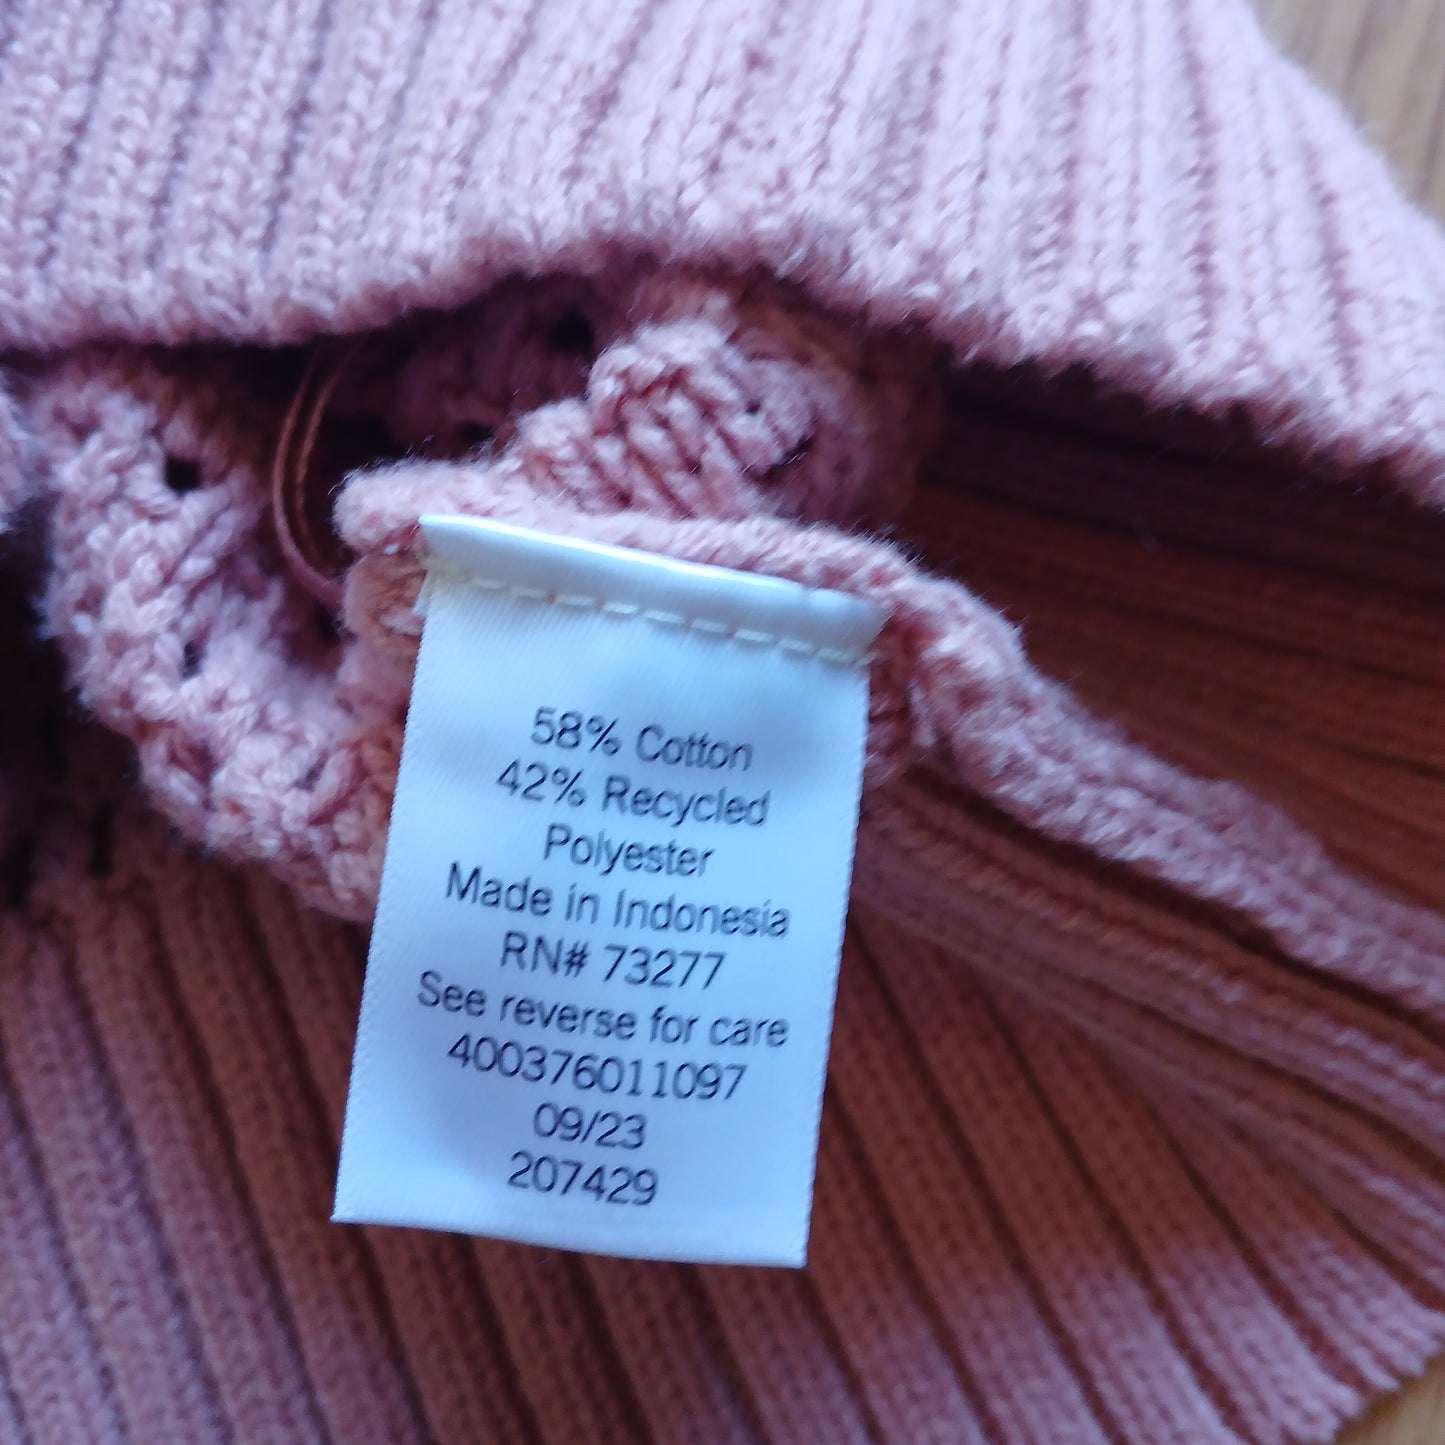 58% Cotton
42% Recycled
Polyester
Made in Indonesia
RN# 73277
See reverse for care
400376011097
09/23
207429